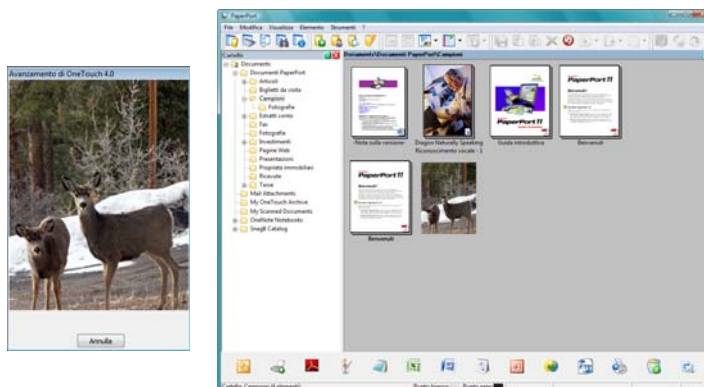 Avanzamento di OneTouch 4.0
Annulla
PaperPort
File Modifica Visualizza Elemento Strumenti ?
Cartelle
Documents\Documenti PaperPort\Campioni
Documents
Documenti PaperPort
Articoli
Biglietti da visita
Campioni
Fotografie
Estratti conto
Fax
Fotografie
Investimenti
Pagine Web
Presentazioni
Proprietà immobiliari
Ricevute
Tasse
Mail Attachments
My OneTouch Archive
My Scanned Documents
OneNote Notebooks
SnagIt Catalog
-Note sulla versione-
Dragon Naturally Speaking
Riconoscimento vocale - 1
Guida introduttiva
PaperPort 11
Benvenuti
PaperPort 11
Benvenuti